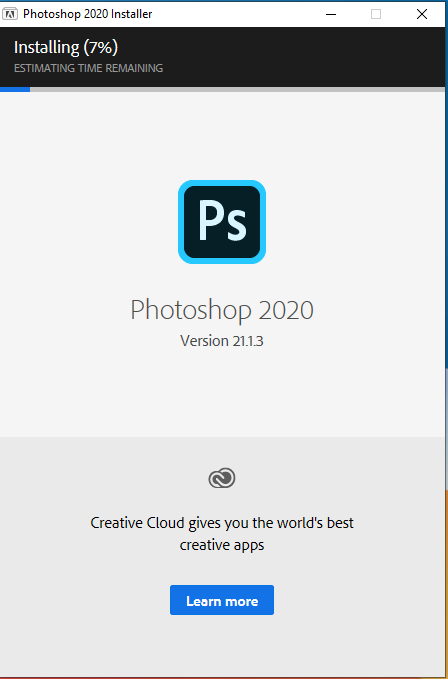 Photoshop 2020 Installer
Installing (7%)
ESTIMATING TIME REMAINING
Ps
Photoshop 2020
Version 21.1.3
Creative Cloud gives you the world's best
creative apps
Learn more